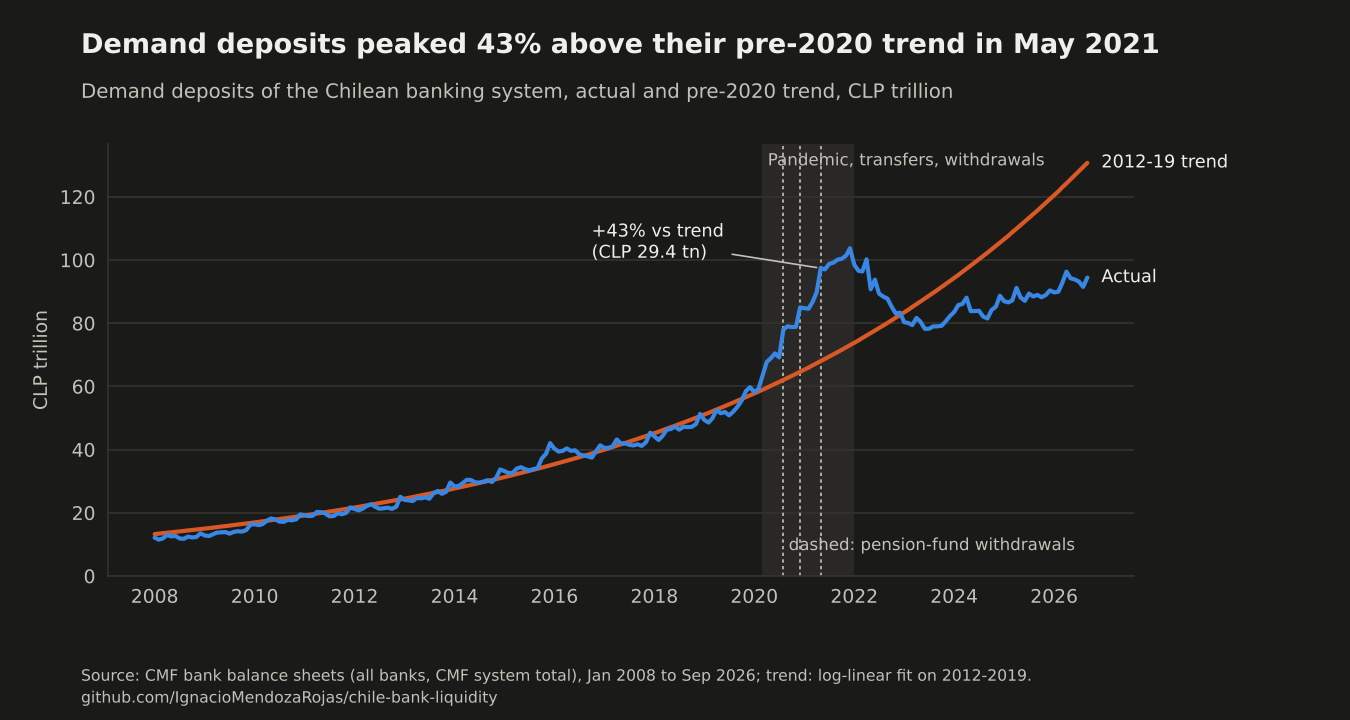 Demand deposits peaked 43% above their pre-2020 trend in May 2021
Demand deposits of the Chilean banking system, actual and pre-2020 trend, CLP trillion
Pandemic, transfers, withdrawals
2012-19 trend
+43% vs trend
(CLP 29.4 tn)
Actual
dashed: pension-fund withdrawals
CLP trillion
120
100
80
60
40
20
0
2008 2010 2012 2014 2016 2018 2020 2022 2024 2026
Source: CMF bank balance sheets (all banks, CMF system total), Jan 2008 to Sep 2026; trend: log-linear fit on 2012-2019.
github.com/IgnacioMendozaRojas/chile-bank-liquidity